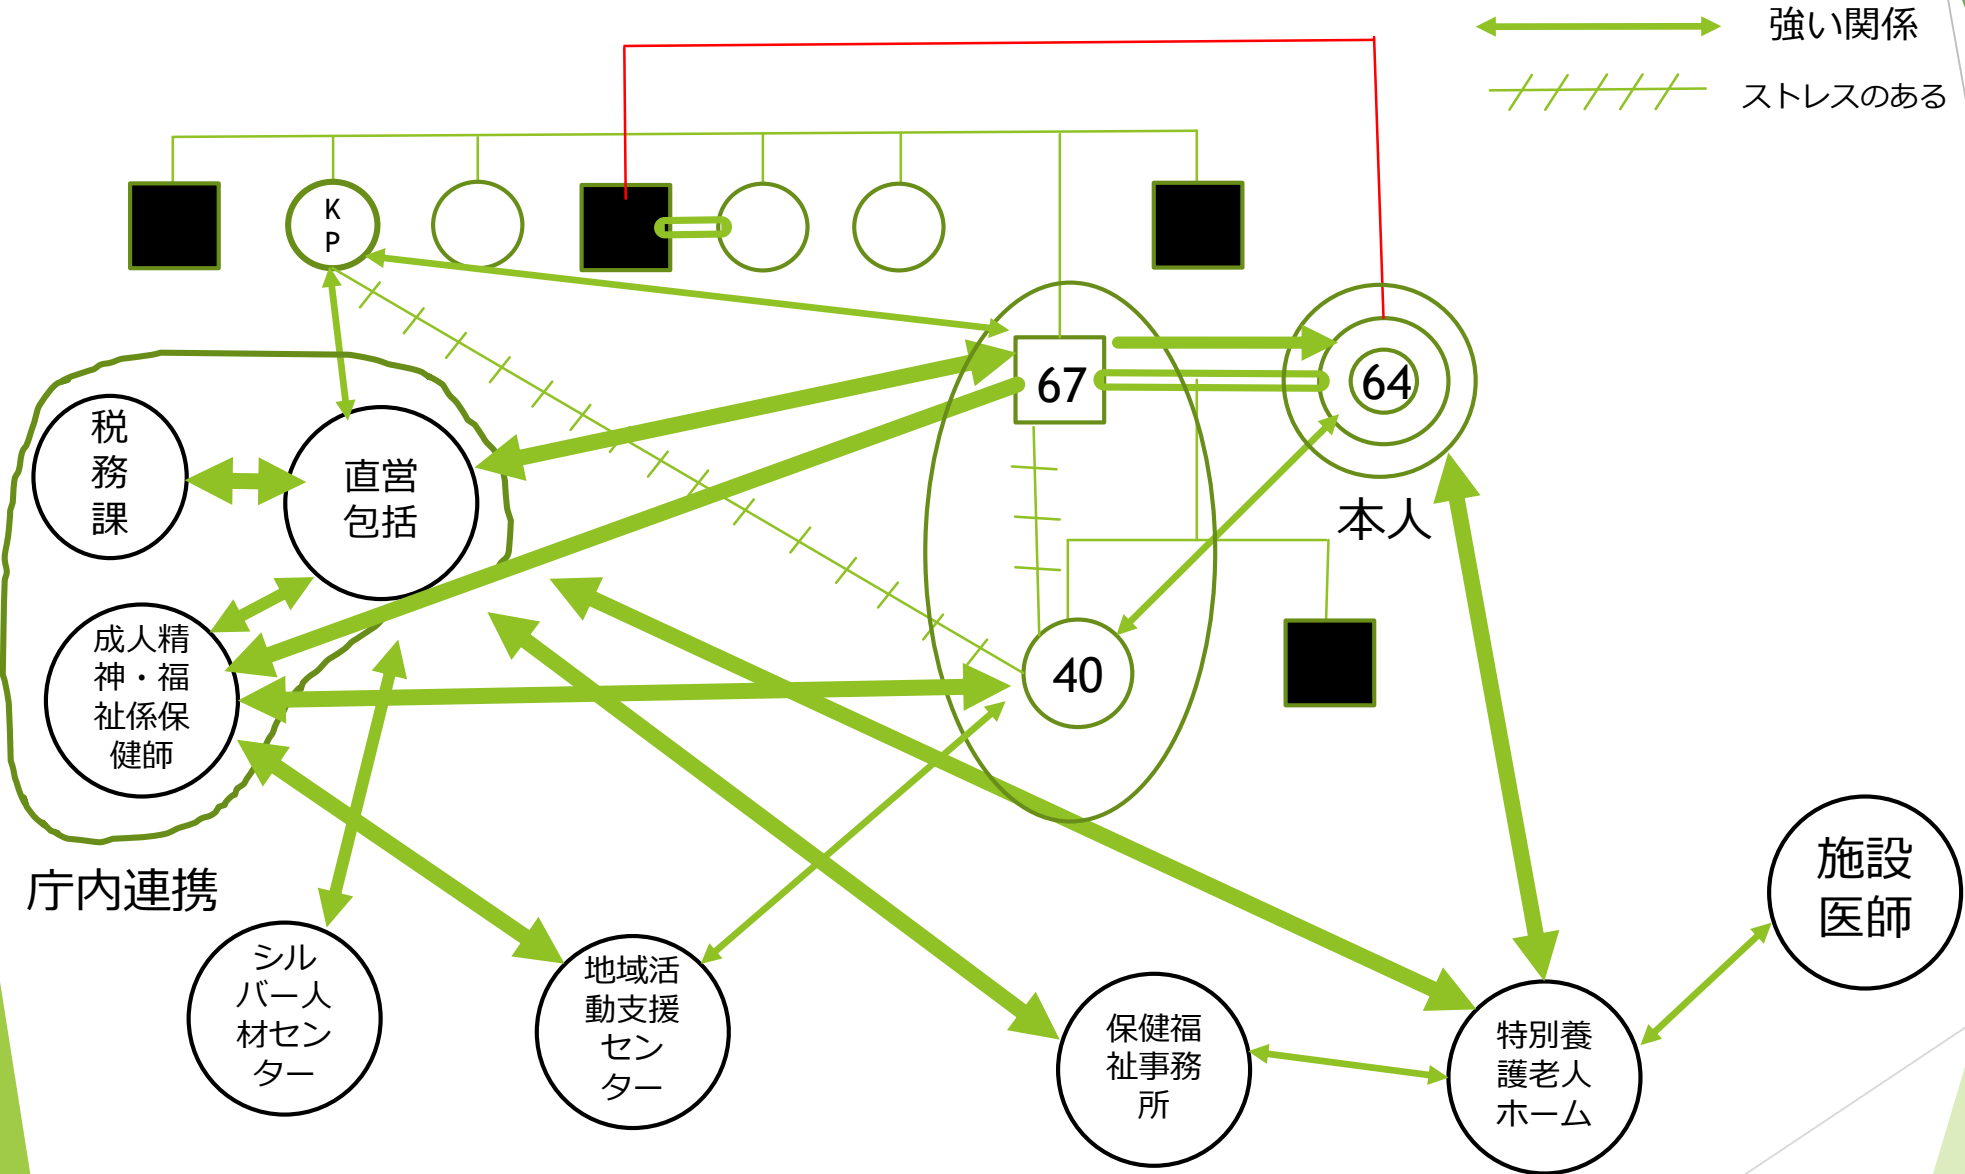 強い関係
ストレスのある
K
P
67
64
税
務
課
直営
包括
本人
成人精
神・福
祉係保
健師
40
庁内連携
施設
医師
シル
バー人
材セン
ター
地域活
動支援
セン
ター
保健福
祉事務
所
特別養
護老人
ホーム